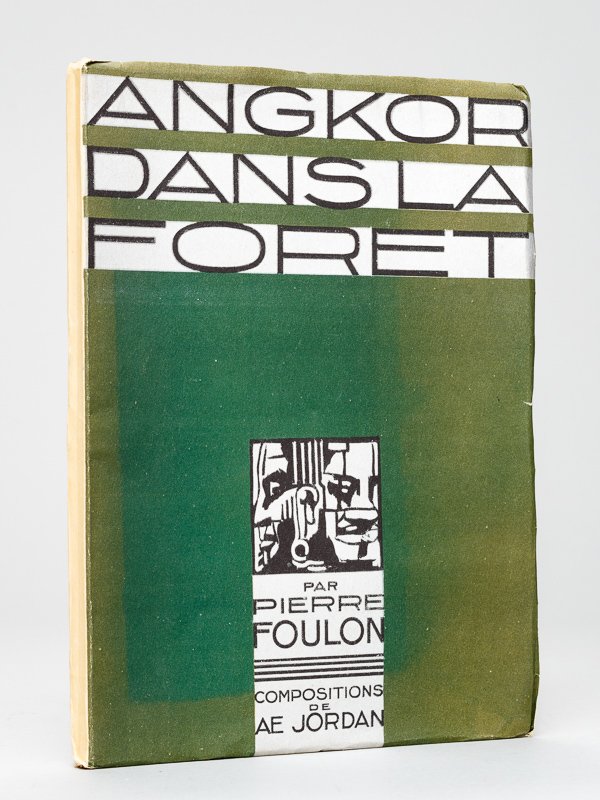 ANGKOR
DANS LA
FORET
PAR
PIERRE
FOULON
COMPOSITIONS
DE
AE JORDAN